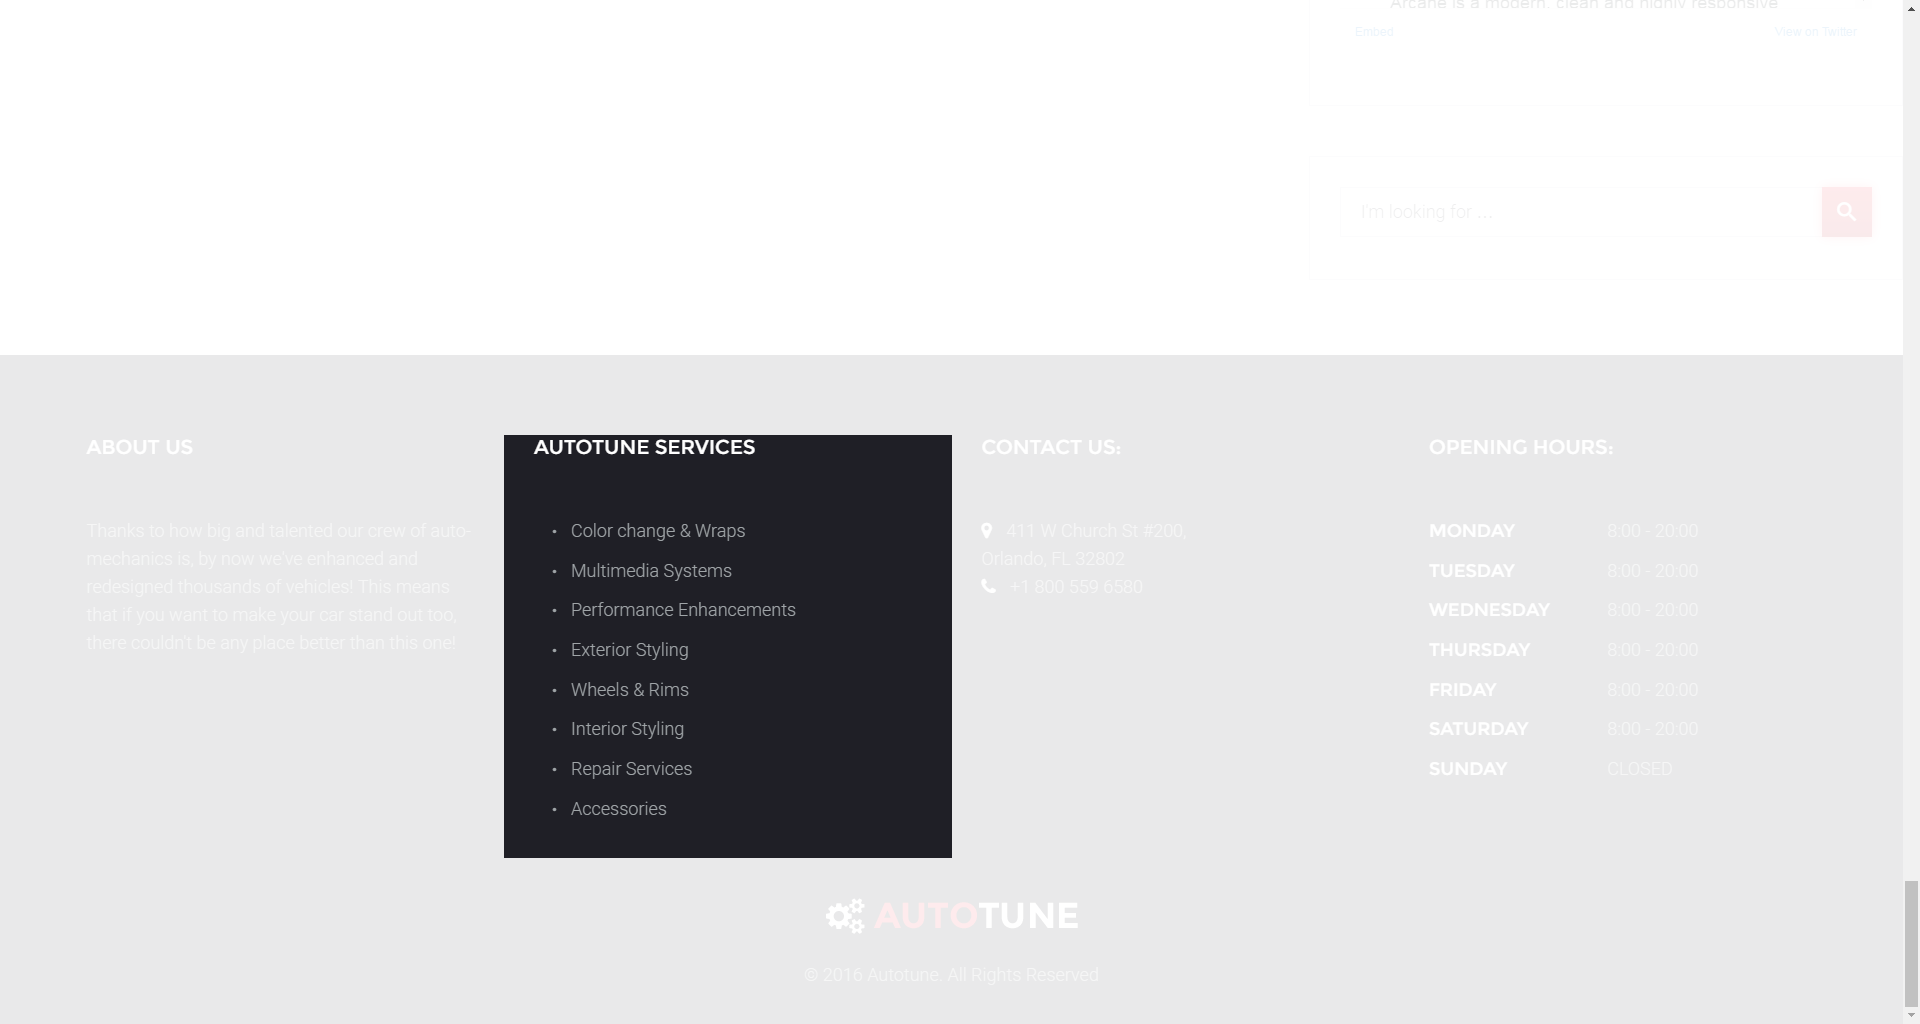 Arcane is a modern, clean and highly responsive
Embed
View on Twitter
I'm looking for ...
ABOUT US
Thanks to how big and talented our crew of auto-
mechanics is, by now we've enhanced and
redesigned thousands of vehicles! This means
that if you want to make your car stand out too,
there couldn't be any place better than this one!
AUTOTUNE SERVICES
• Color change & Wraps
• Multimedia Systems
• Performance Enhancements
• Exterior Styling
• Wheels & Rims
• Interior Styling
• Repair Services
• Accessories
CONTACT US:
411 W Church St #200,
Orlando, FL 32802
+1 800 559 6580
OPENING HOURS:
MONDAY 8:00 - 20:00
TUESDAY 8:00 - 20:00
WEDNESDAY 8:00 - 20:00
THURSDAY 8:00 - 20:00
FRIDAY 8:00 - 20:00
SATURDAY 8:00 - 20:00
SUNDAY CLOSED
AUTOTUNE
© 2016 Autotune. All Rights Reserved